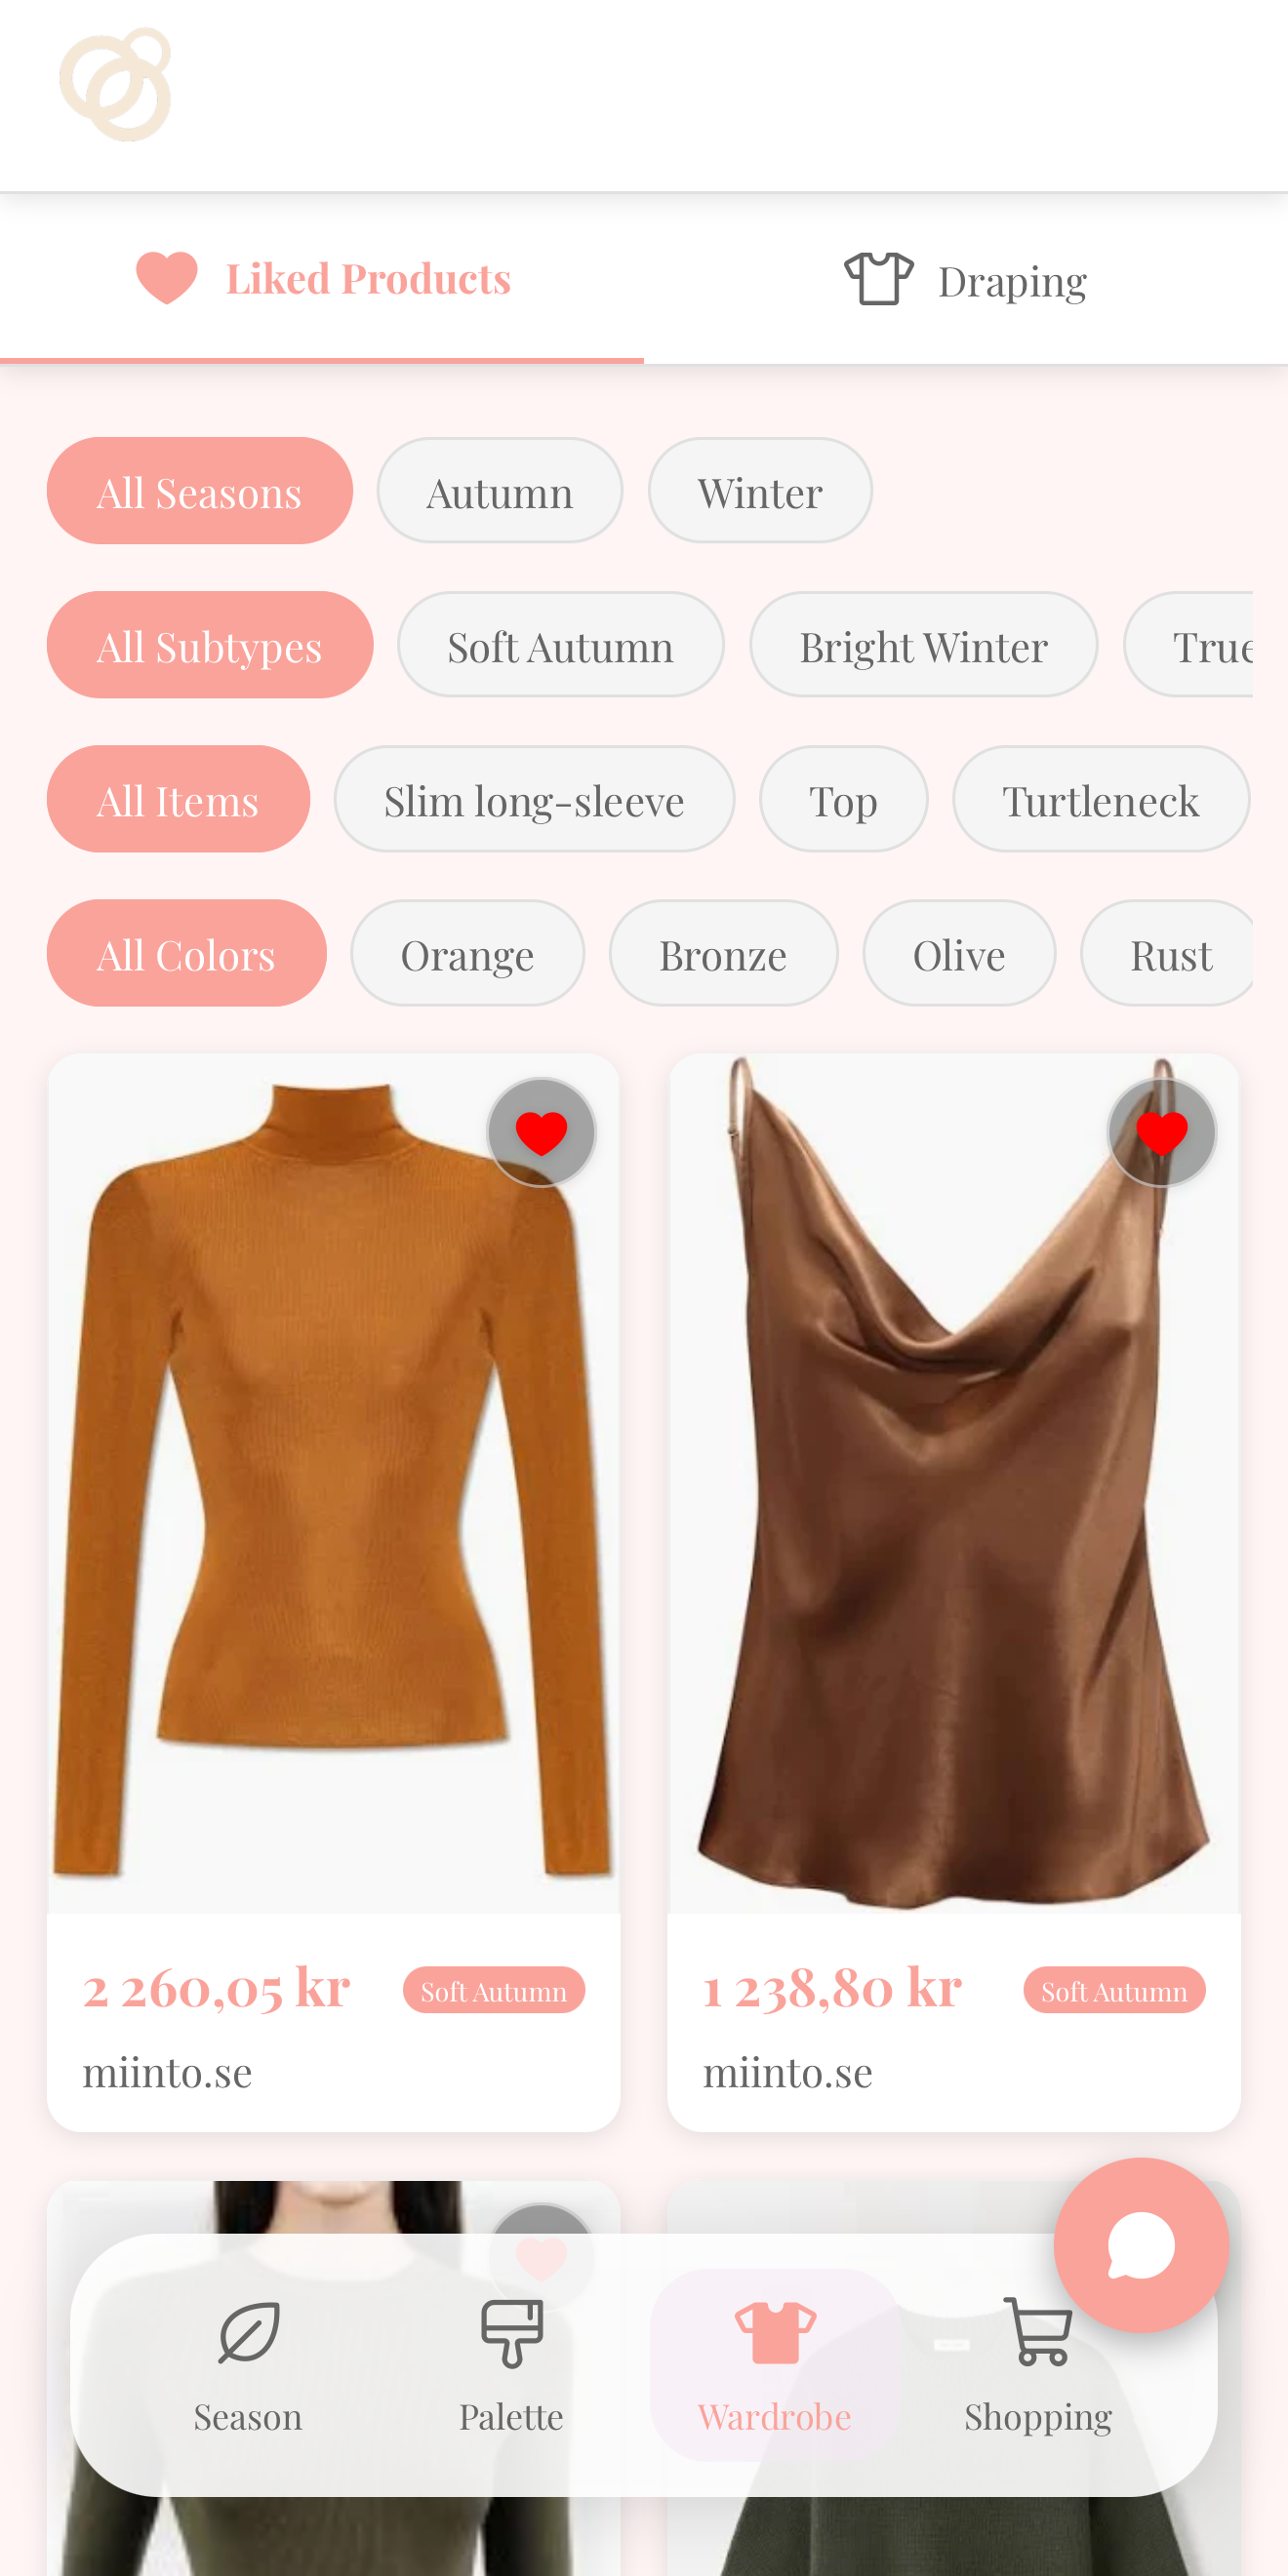 Liked Products
Draping
All Seasons Autumn Winter
All Subtypes Soft Autumn Bright Winter True
All Items Slim long-sleeve Top Turtleneck
All Colors Orange Bronze Olive Rust
2 260,05 kr Soft Autumn
miinto.se
1 238,80 kr Soft Autumn
miinto.se
Season Palette Wardrobe Shopping